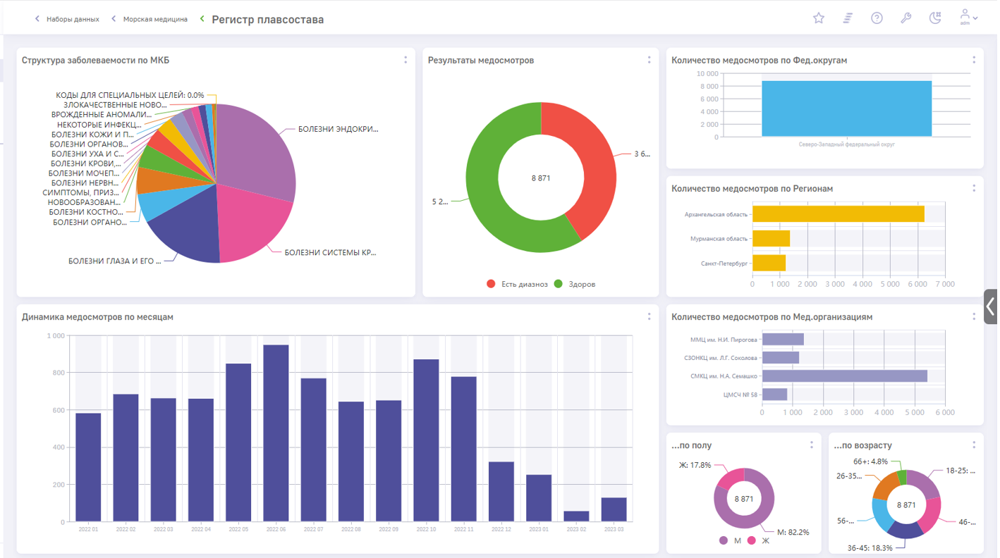 Наборы данных Морская медицина Регистр плавсостава
adm
Структура заболеваемости по МКБ
КОДЫ ДЛЯ СПЕЦИАЛЬНЫХ ЦЕЛЕЙ: 0.0%
ЗЛОКАЧЕСТВЕННЫЕ НОВО...
ВРОЖДЕННЫЕ АНОМАЛИ...
НЕКОТОРЫЕ ИНФЕКЦ...
БОЛЕЗНИ КОЖИ И П...
БОЛЕЗНИ ОРГАНОВ...
БОЛЕЗНИ УХА И С...
БОЛЕЗНИ КРОВИ,...
БОЛЕЗНИ МОЧЕП...
БОЛЕЗНИ НЕРВН...
СИМПТОМЫ, ПРИЗ...
НОВООБРАЗОВАН...
БОЛЕЗНИ КОСТНО...
БОЛЕЗНИ ОРГАНО...
БОЛЕЗНИ ГЛАЗА И ЕГО ...
БОЛЕЗНИ ЭНДОКРИ...
БОЛЕЗНИ СИСТЕМЫ КР...
Результаты медосмотров
3 6...
8 871
5 2...
Есть диазноз Здоров
Количество медосмотров по Фед.округам
10 000
8 000
6 000
4 000
2 000
0
Северо-Западный федеральный округ
Количество медосмотров по Регионам
Архангельская область
Мурманская область
Санкт-Петербург
0 1 000 2 000 3 000 4 000 5 000 6 000 7 000
Динамика медосмотров по месяцам
1 000
800
600
400
200
0
2022 01 2022 02 2022 03 2022 04 2022 05 2022 06 2022 07 2022 08 2022 09 2022 10 2022 11 2022 12 2023 01 2023 02 2023 03
Количество медосмотров по Мед.организациям
ММЦ им. Н.И. Пирогова
СЗОНКЦ им. Л.Г. Соколова
СМКЦ им. Н.А. Семашко
ЦМСЧ № 58
0 1 000 2 000 3 000 4 000 5 000 6 000
...по полу
Ж: 17.8%
8 871
М: 82.2%
М Ж
...по возрасту
66+: 4.8%
18-25: ...
26-35...
8 871
56-...
46-...
36-45: 18.3%